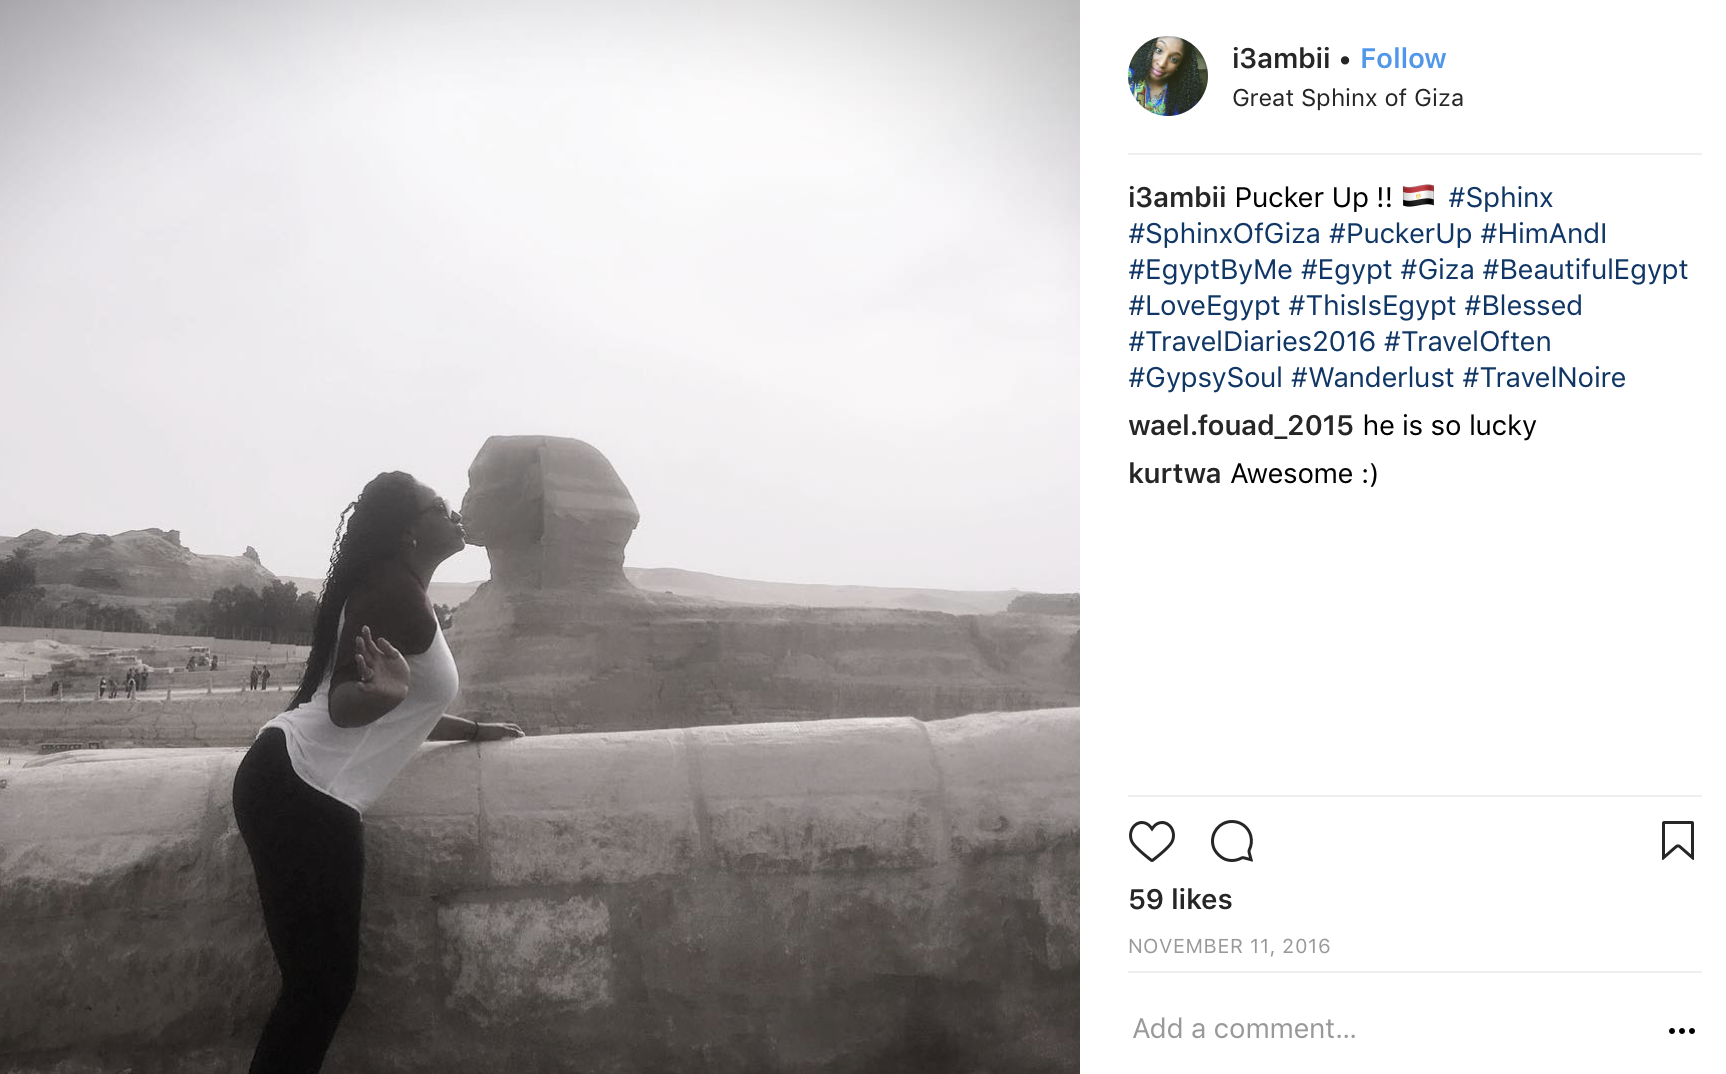 i3ambii • Follow
Great Sphinx of Giza
i3ambii Pucker Up !! 🇪🇬 #Sphinx
#SphinxOfGiza #PuckerUp #HimAndI
#EgyptByMe #Egypt #Giza #BeautifulEgypt
#LoveEgypt #ThisIsEgypt #Blessed
#TravelDiaries2016 #TravelOften
#GypsySoul #Wanderlust #TravelNoire
wael.fouad_2015 he is so lucky
kurtwa Awesome :)
59 likes
NOVEMBER 11, 2016
Add a comment...